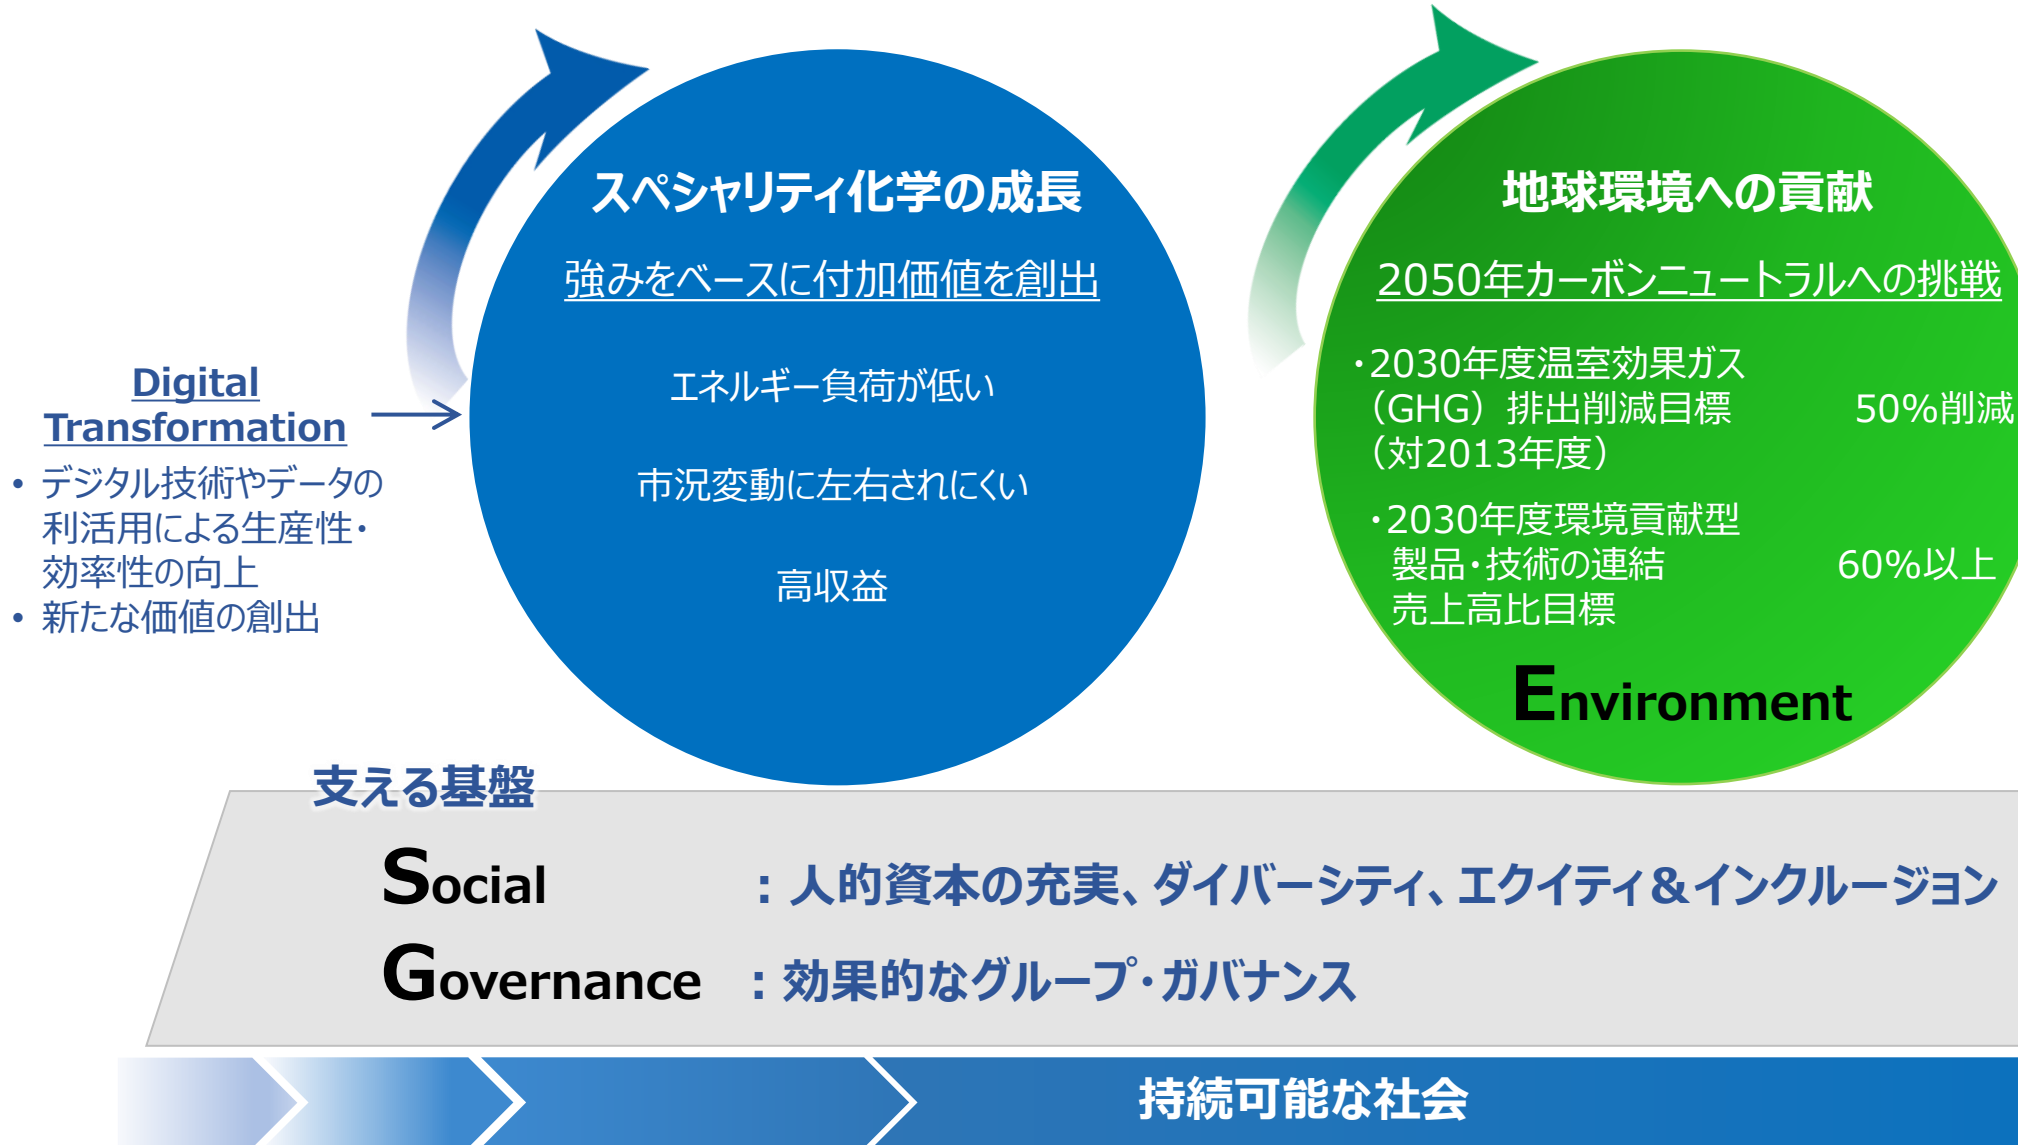 スペシャリティ化学の成長
強みをベースに付加価値を創出
エネルギー負荷が低い
市況変動に左右されにくい
高収益
Digital
Transformation
• デジタル技術やデータの
利活用による生産性・
効率性の向上
• 新たな価値の創出
地球環境への貢献
2050年カーボンニュートラルへの挑戦
・2030年度温室効果ガス
（GHG）排出削減目標 50%削減
（対2013年度）
・2030年度環境貢献型
製品・技術の連結 60%以上
売上高比目標
Environment
支える基盤
Social ：人的資本の充実、ダイバーシティ、エクイティ&インクルージョン
Governance ：効果的なグループ・ガバナンス
持続可能な社会